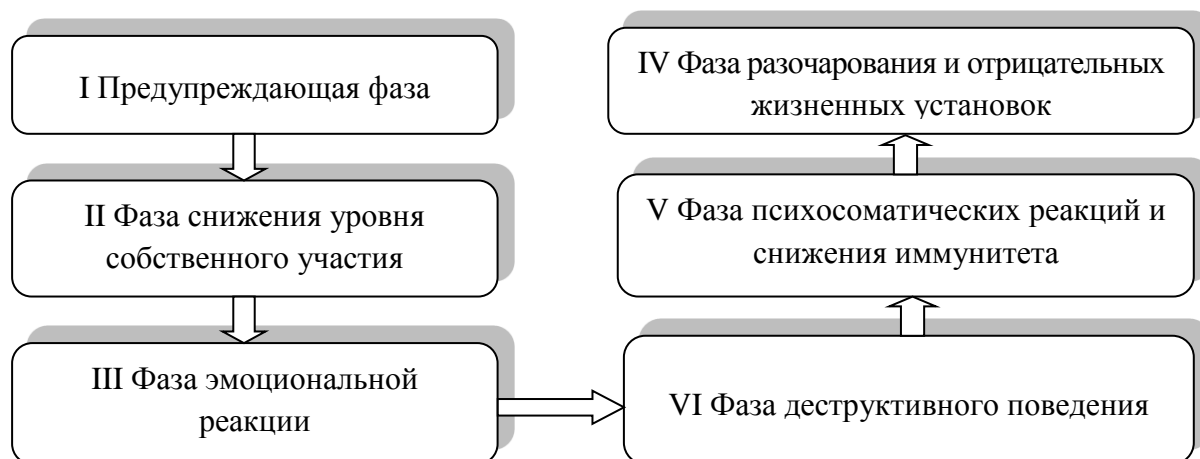 I Предупреждающая фаза
II Фаза снижения уровня
собственного участия
III Фаза эмоциональной
реакции
IV Фаза разочарования и отрицательных
жизненных установок
V Фаза психосоматических реакций и
снижения иммунитета
VI Фаза деструктивного поведения